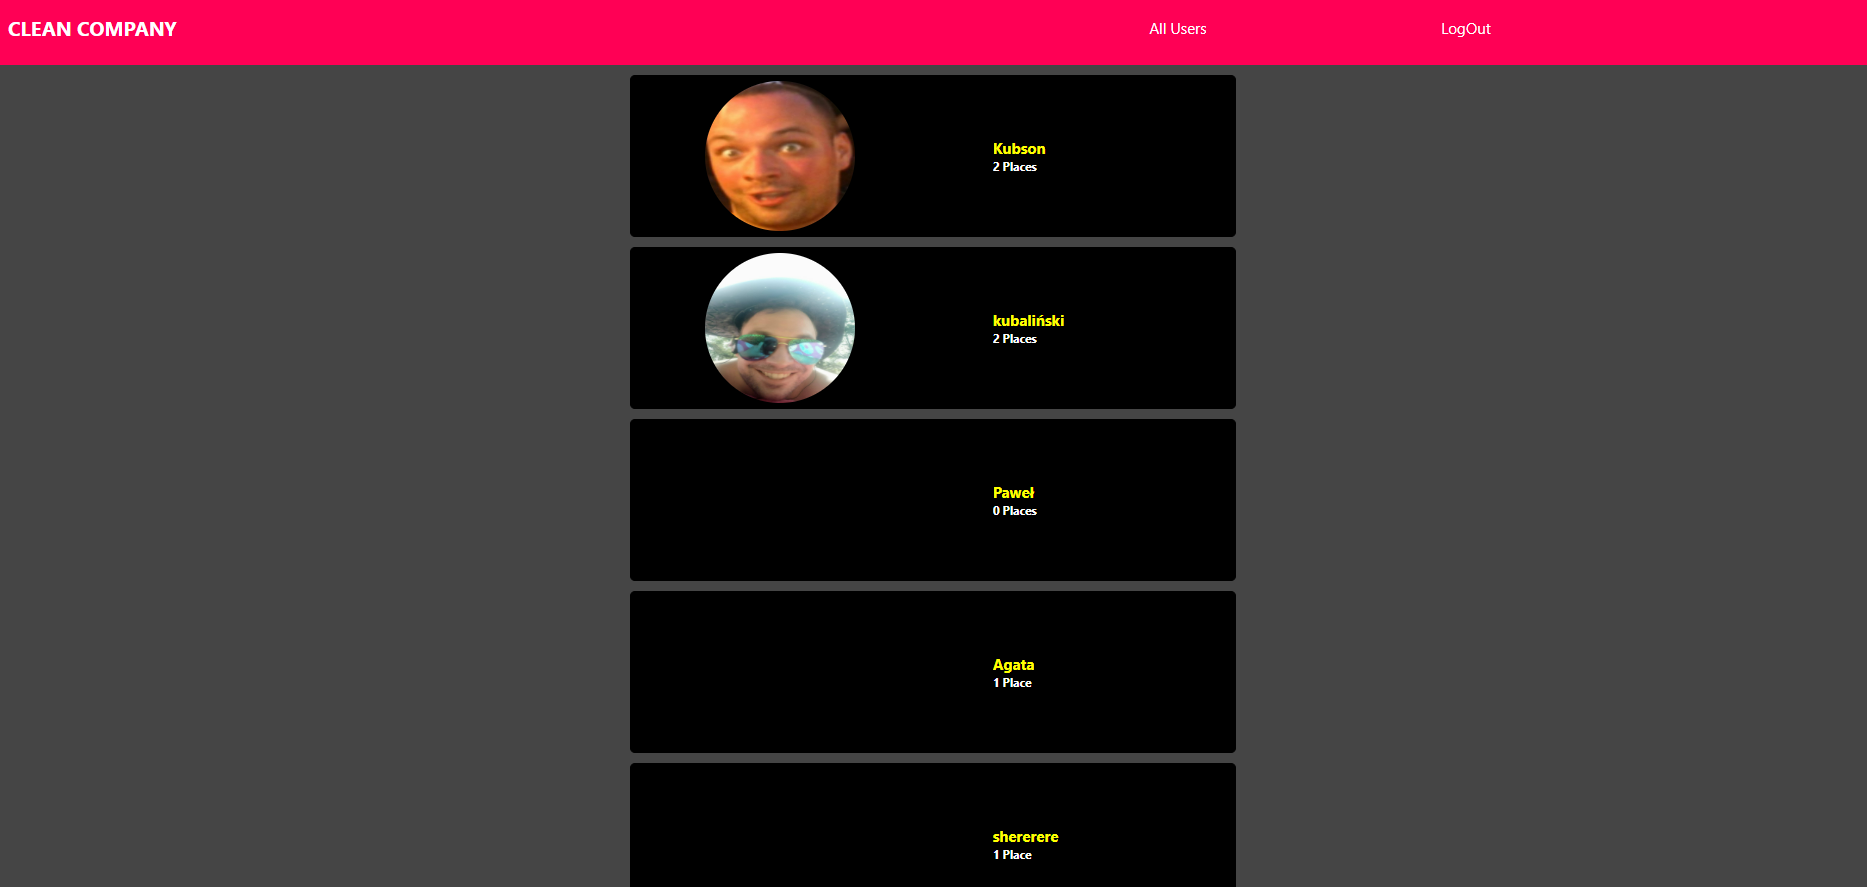 CLEAN COMPANY
All Users
LogOut
Kubson
2 Places
kubaliński
2 Places
Paweł
0 Places
Agata
1 Place
shererere
1 Place